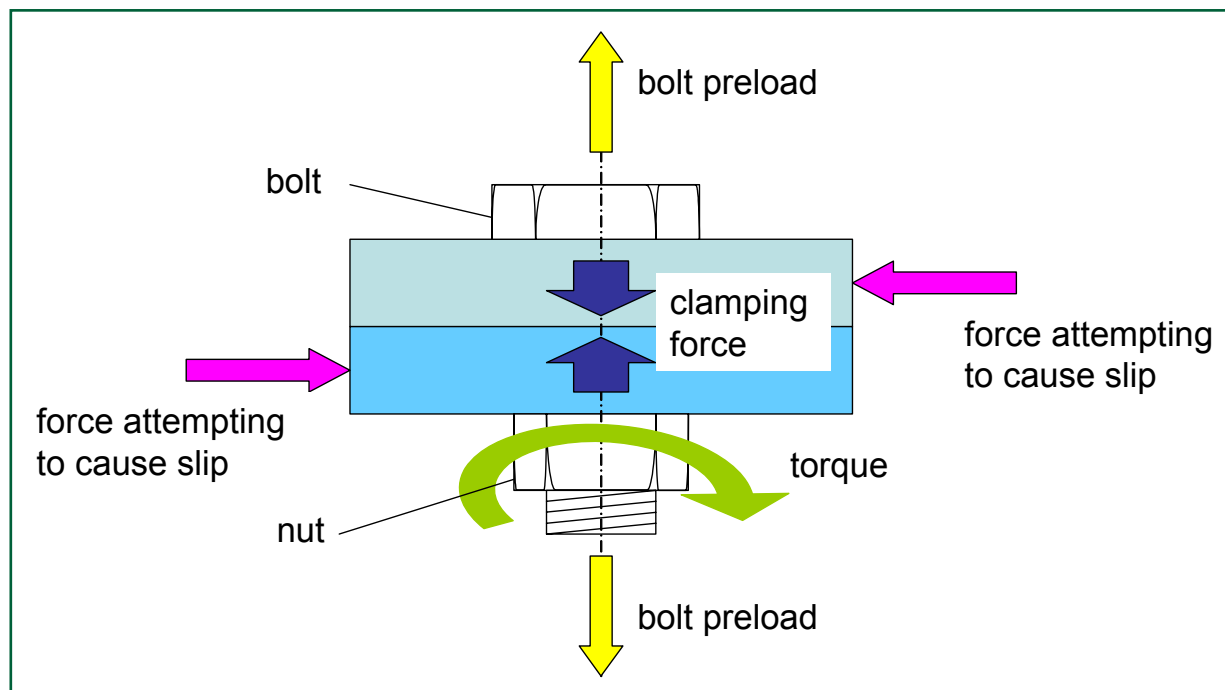 bolt preload
bolt
clamping
force
force attempting
to cause slip
force attempting
to cause slip
torque
nut
bolt preload